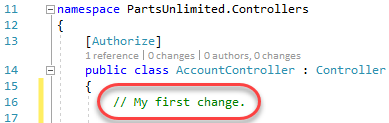 11 namespace PartsUnlimited.Controllers
12 {
13 [Authorize]
1 reference | 0 changes | 0 authors, 0 changes
14 public class AccountController : Controller
15 {
16 // My first change.
17